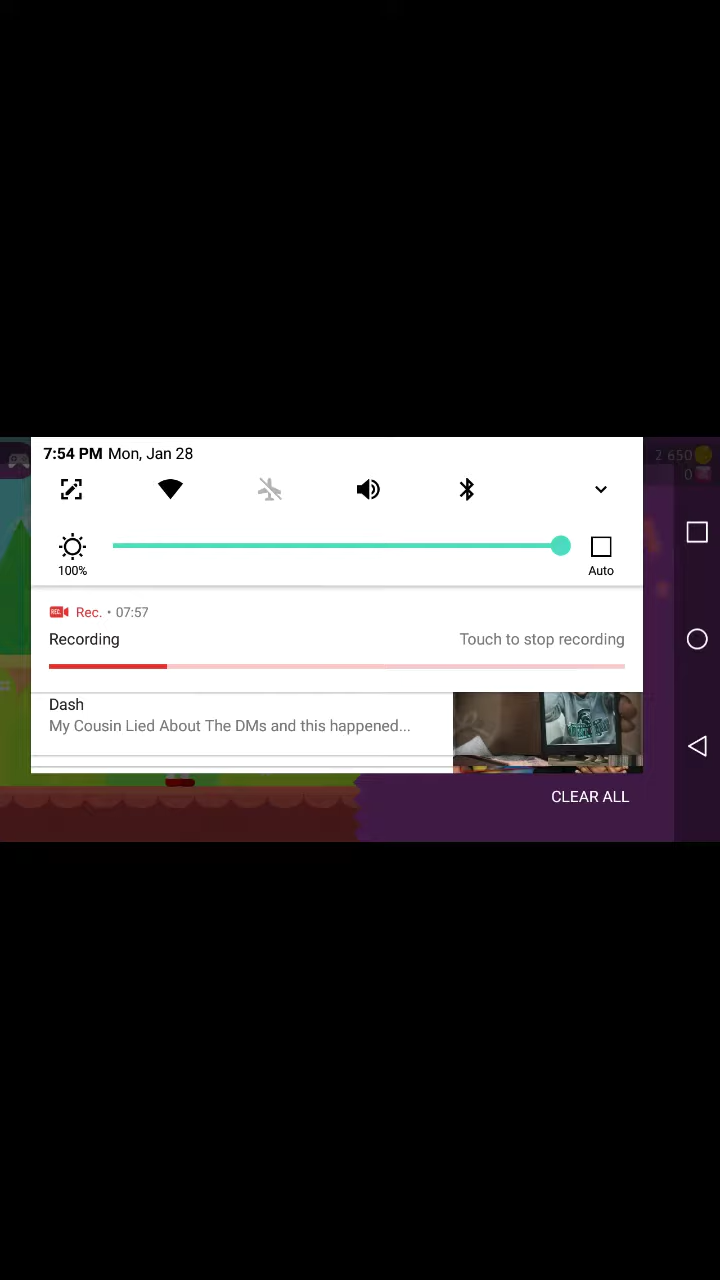 7:54 PM Mon, Jan 28
2 650
0
100%
Auto
REC
Rec. • 07:57
Recording
Touch to stop recording
Dash
My Cousin Lied About The DMs and this happened...
CLEAR ALL